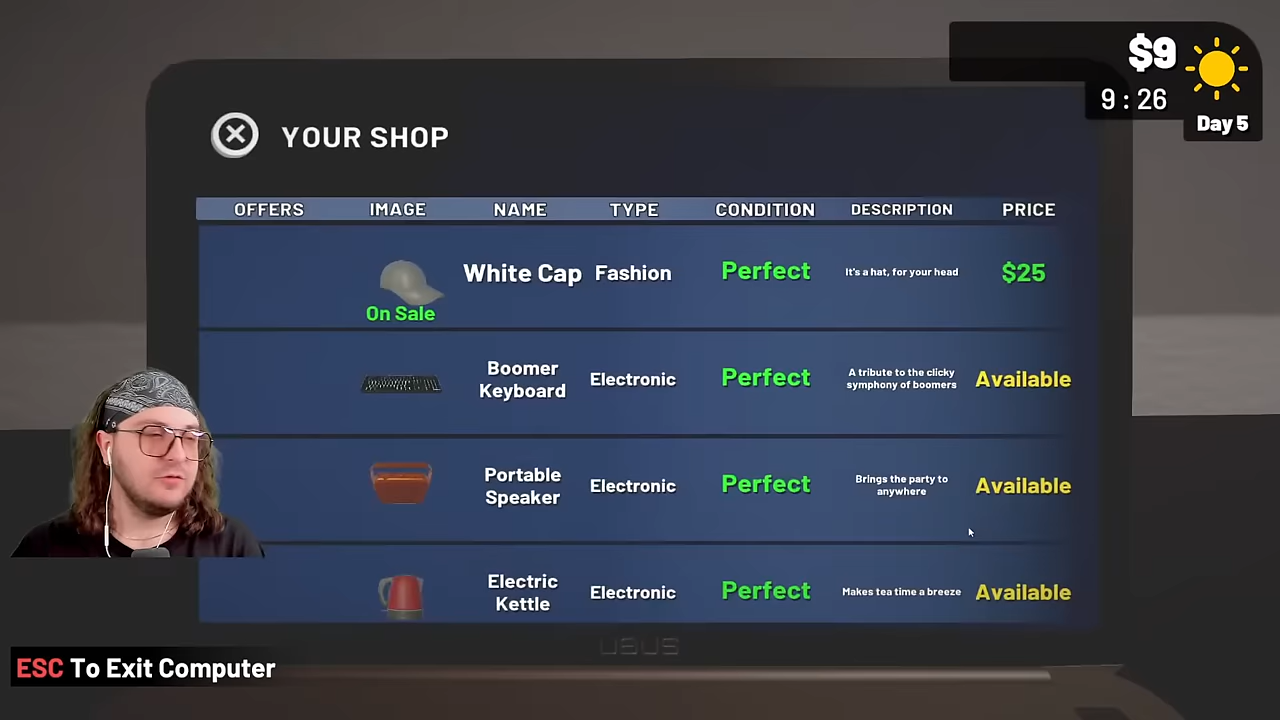 $9
9 : 26
Day 5
YOUR SHOP
OFFERS IMAGE NAME TYPE CONDITION DESCRIPTION PRICE
White Cap Fashion Perfect It's a hat, for your head $25
On Sale
Boomer
Keyboard
Electronic
Perfect
A tribute to the clicky
symphony of boomers
Available
Portable
Speaker
Electronic
Perfect
Brings the party to
anywhere
Available
Electric
Kettle
Electronic
Perfect
Makes tea time a breeze
Available
USUS
ESC To Exit Computer